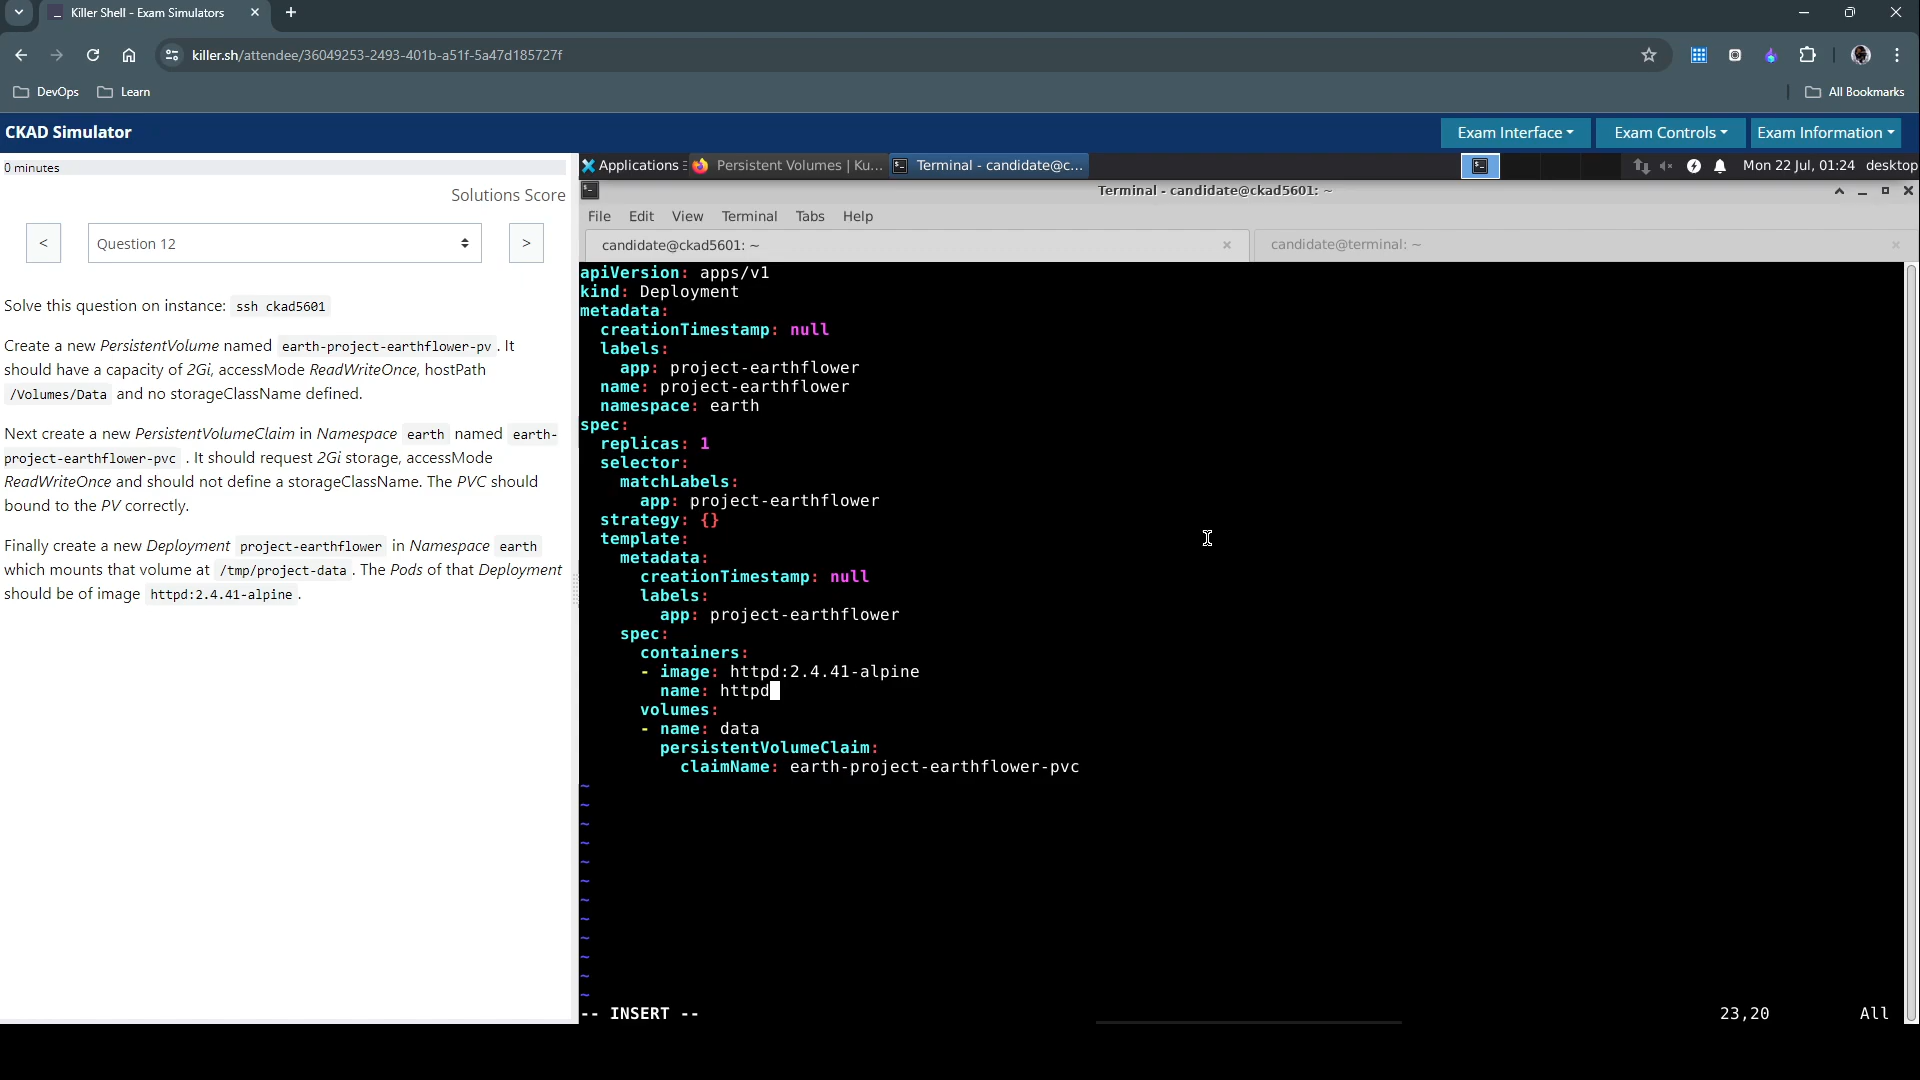 Killer Shell - Exam Simulators
killer.sh/attendee/36049253-2493-401b-a51f-5a47d185727f
DevOps
Learn
All Bookmarks
CKAD Simulator
Exam Interface
Exam Controls
Exam Information
0 minutes
Solutions Score
<
Question 12
>
Solve this question on instance: ssh ckad5601
Create a new PersistentVolume named earth-project-earthflower-pv . It
should have a capacity of 2Gi, accessMode ReadWriteOnce, hostPath
/Volumes/Data and no storageClassName defined.
Next create a new PersistentVolumeClaim in Namespace earth named earth-
project-earthflower-pvc . It should request 2Gi storage, accessMode
ReadWriteOnce and should not define a storageClassName. The PVC should
bound to the PV correctly.
Finally create a new Deployment project-earthflower in Namespace earth
which mounts that volume at /tmp/project-data . The Pods of that Deployment
should be of image httpd:2.4.41-alpine .
Applications
Persistent Volumes | Ku...
Terminal - candidate@c...
Mon 22 Jul, 01:24 desktop
Terminal - candidate@ckad5601: ~
File Edit View Terminal Tabs Help
candidate@ckad5601: ~
candidate@terminal: ~
apiVersion: apps/v1
kind: Deployment
metadata:
  creationTimestamp: null
  labels:
    app: project-earthflower
  name: project-earthflower
  namespace: earth
spec:
  replicas: 1
  selector:
    matchLabels:
      app: project-earthflower
  strategy: {}
  template:
    metadata:
      creationTimestamp: null
      labels:
        app: project-earthflower
    spec:
      containers:
      - image: httpd:2.4.41-alpine
        name: httpd
      volumes:
      - name: data
        persistentVolumeClaim:
          claimName: earth-project-earthflower-pvc
~
~
~
~
~
~
~
~
~
~
~
~
-- INSERT --
23,20
All